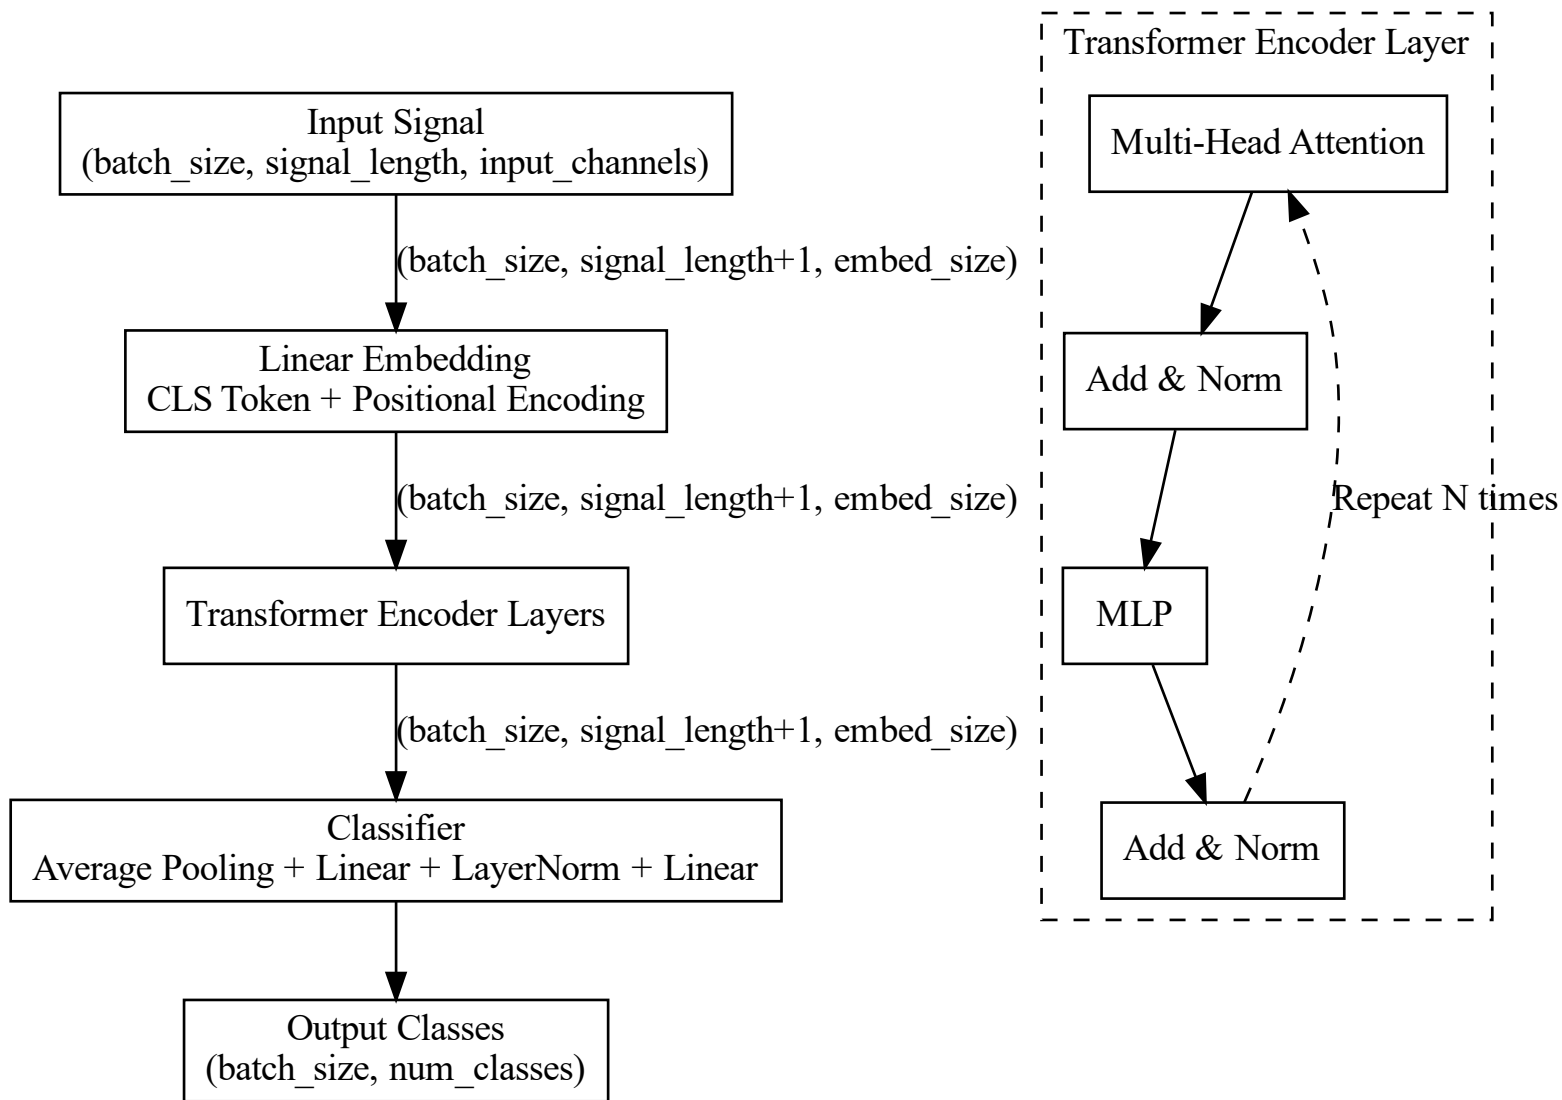 Input Signal
(batch_size, signal_length, input_channels)
(batch_size, signal_length+1, embed_size)
Linear Embedding
CLS Token + Positional Encoding
(batch_size, signal_length+1, embed_size)
Transformer Encoder Layers
(batch_size, signal_length+1, embed_size)
Classifier
Average Pooling + Linear + LayerNorm + Linear
Output Classes
(batch_size, num_classes)
Transformer Encoder Layer
Multi-Head Attention
Add & Norm
Repeat N times
MLP
Add & Norm